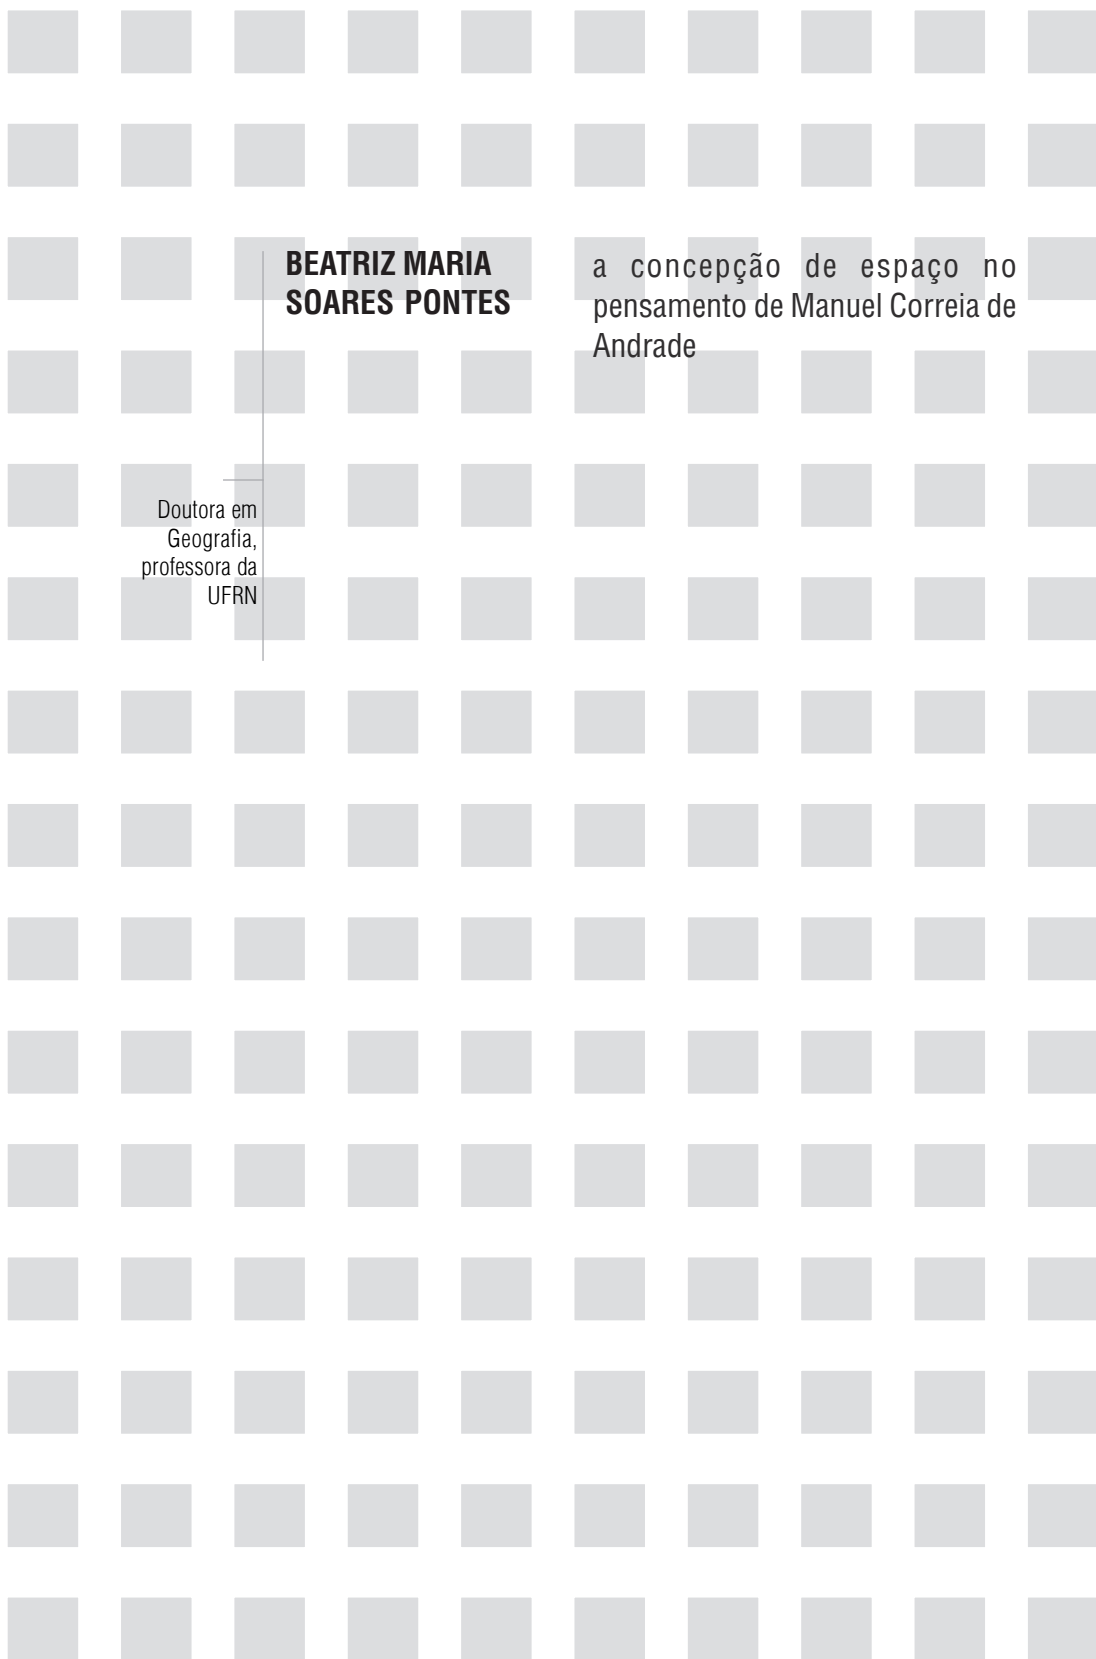 BEATRIZ MARIA
SOARES PONTES
a concepção de espaço no
pensamento de Manuel Correia de
Andrade
Doutora em
Geografia,
professora da
UFRN